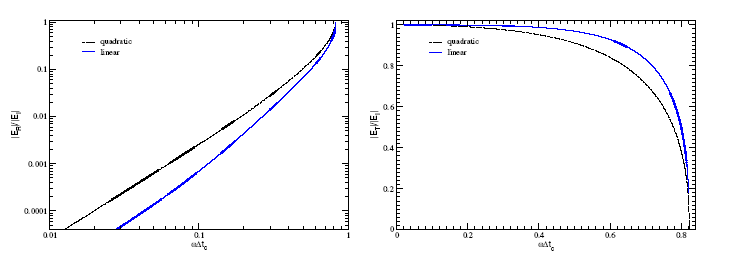 1
0.1
0.01
0.001
0.0001
0.01
0.1
1
|E_R|/|E_I|
ωΔt_c
quadratic
linear
1
0.8
0.6
0.4
0.2
0
0
0.2
0.4
0.6
0.8
|E_T|/|E_I|
ωΔt_c
quadratic
linear